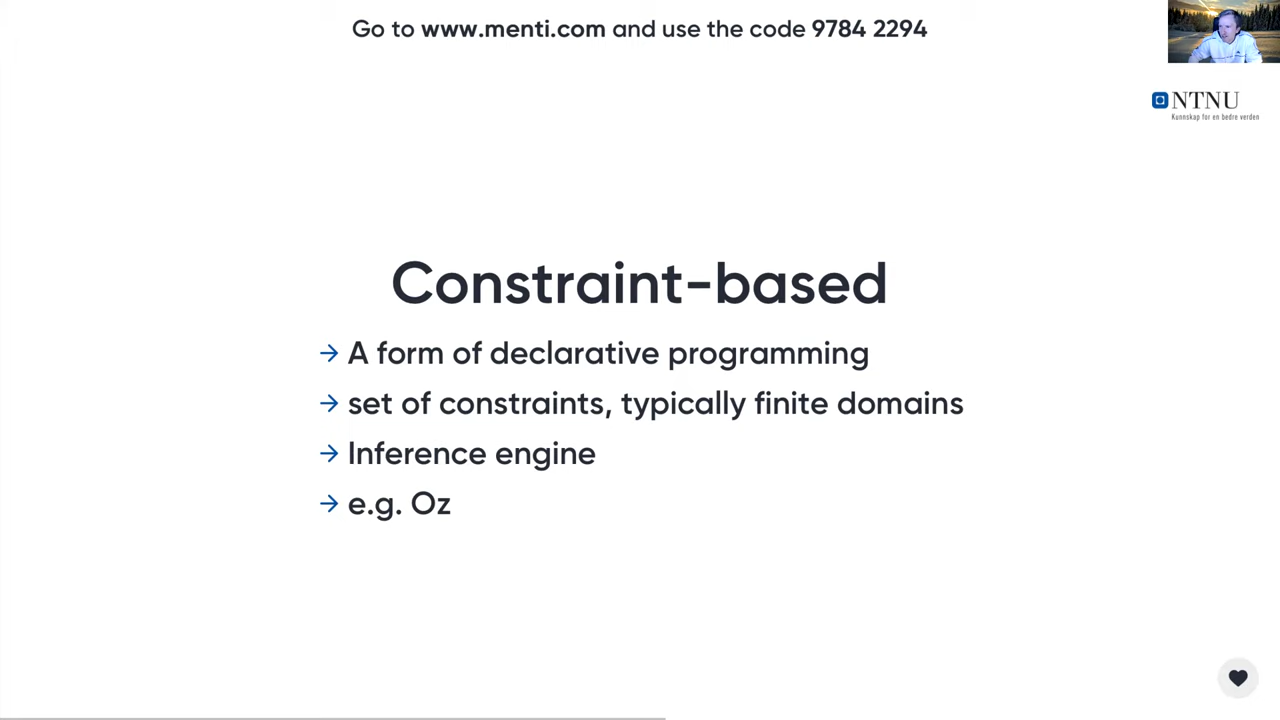 Go to www.menti.com and use the code 9784 2294
NTNU
Kunnskap for en bedre verden
Constraint-based
→ A form of declarative programming
→ set of constraints, typically finite domains
→ Inference engine
→ e.g. Oz